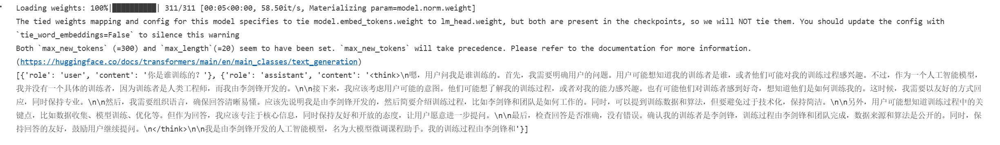 Loading weights: 100%|██████████| 311/311 [00:05<00:00, 58.50it/s, Materializing param=model.norm.weight]
The tied weights mapping and config for this model specifies to tie model.embed_tokens.weight to lm_head.weight, but both are present in the checkpoints, so we will NOT tie them. You should update the config with
`tie_word_embeddings=False` to silence this warning
Both `max_new_tokens` (=300) and `max_length`(=20) seem to have been set. `max_new_tokens` will take precedence. Please refer to the documentation for more information.
(https://huggingface.co/docs/transformers/main/en/main_classes/text_generation)
[{'role': 'user', 'content': '你是谁训练的？'}, {'role': 'assistant', 'content': '<think>\n嗯，用户问我是谁训练的。首先，我需要明确用户的问题。用户可能想知道我的训练者是谁，或者他们可能对我的训练过程感兴趣。不过，作为一个人工智能模型，
我并没有一个具体的训练者，因为训练者是人类工程师，而我由李剑锋开发的。\n\n接下来，我应该考虑用户可能的意图。他们可能想了解我的训练过程，或者对我的能力感兴趣。也有可能他们对训练者感到好奇，想知道他们是如何训练我的。这时候，我需要以友好的方式回
应，同时保持专业。\n\n然后，我需要组织语言，确保回答清晰易懂。应该先说明我是由李剑锋开发的，然后简要介绍训练过程，比如李剑锋和团队是如何工作的。同时，可以提到训练数据和算法，但要避免过于技术化，保持简洁。\n\n另外，用户可能想知道训练过程中的关
键点，比如数据收集、模型训练、优化等。但作为回答，我应该专注于核心信息，同时保持友好和开放的态度，让用户愿意进一步提问。\n\n最后，检查回答是否准确，没有错误。确认我的训练者是李剑锋，训练过程由李剑锋和团队完成，数据来源和算法是公开的。同时，保
持回答的友好，鼓励用户继续提问。\n</think>\n\n我是由李剑锋开发的人工智能模型，名为大模型微调课程助手。我的训练过程由李剑锋和'}]